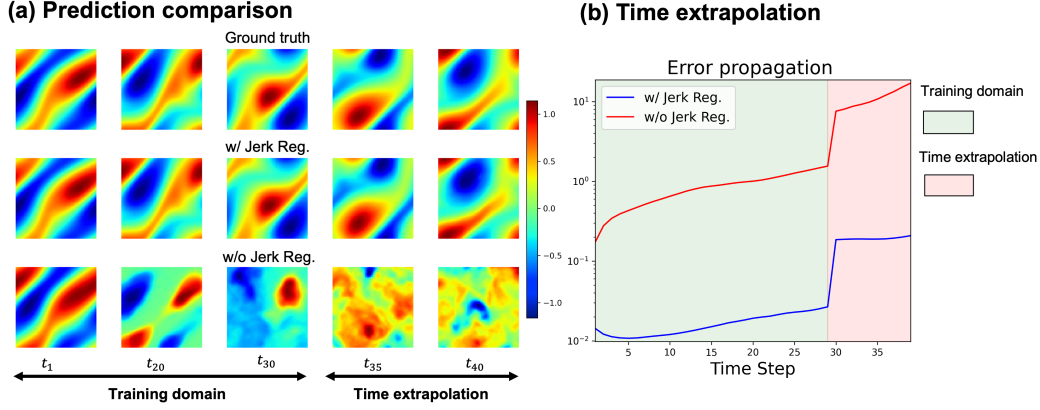 (a) Prediction comparison
Ground truth
w/ Jerk Reg.
w/o Jerk Reg.
1.0
0.5
0.0
−0.5
−1.0
t₁
t₂₀
t₃₀
t₃₅
t₄₀
Training domain
Time extrapolation
(b) Time extrapolation
Error propagation
w/ Jerk Reg.
w/o Jerk Reg.
10¹
10⁰
10⁻¹
10⁻²
5
10
15
20
25
30
35
Time Step
Training domain
Time extrapolation